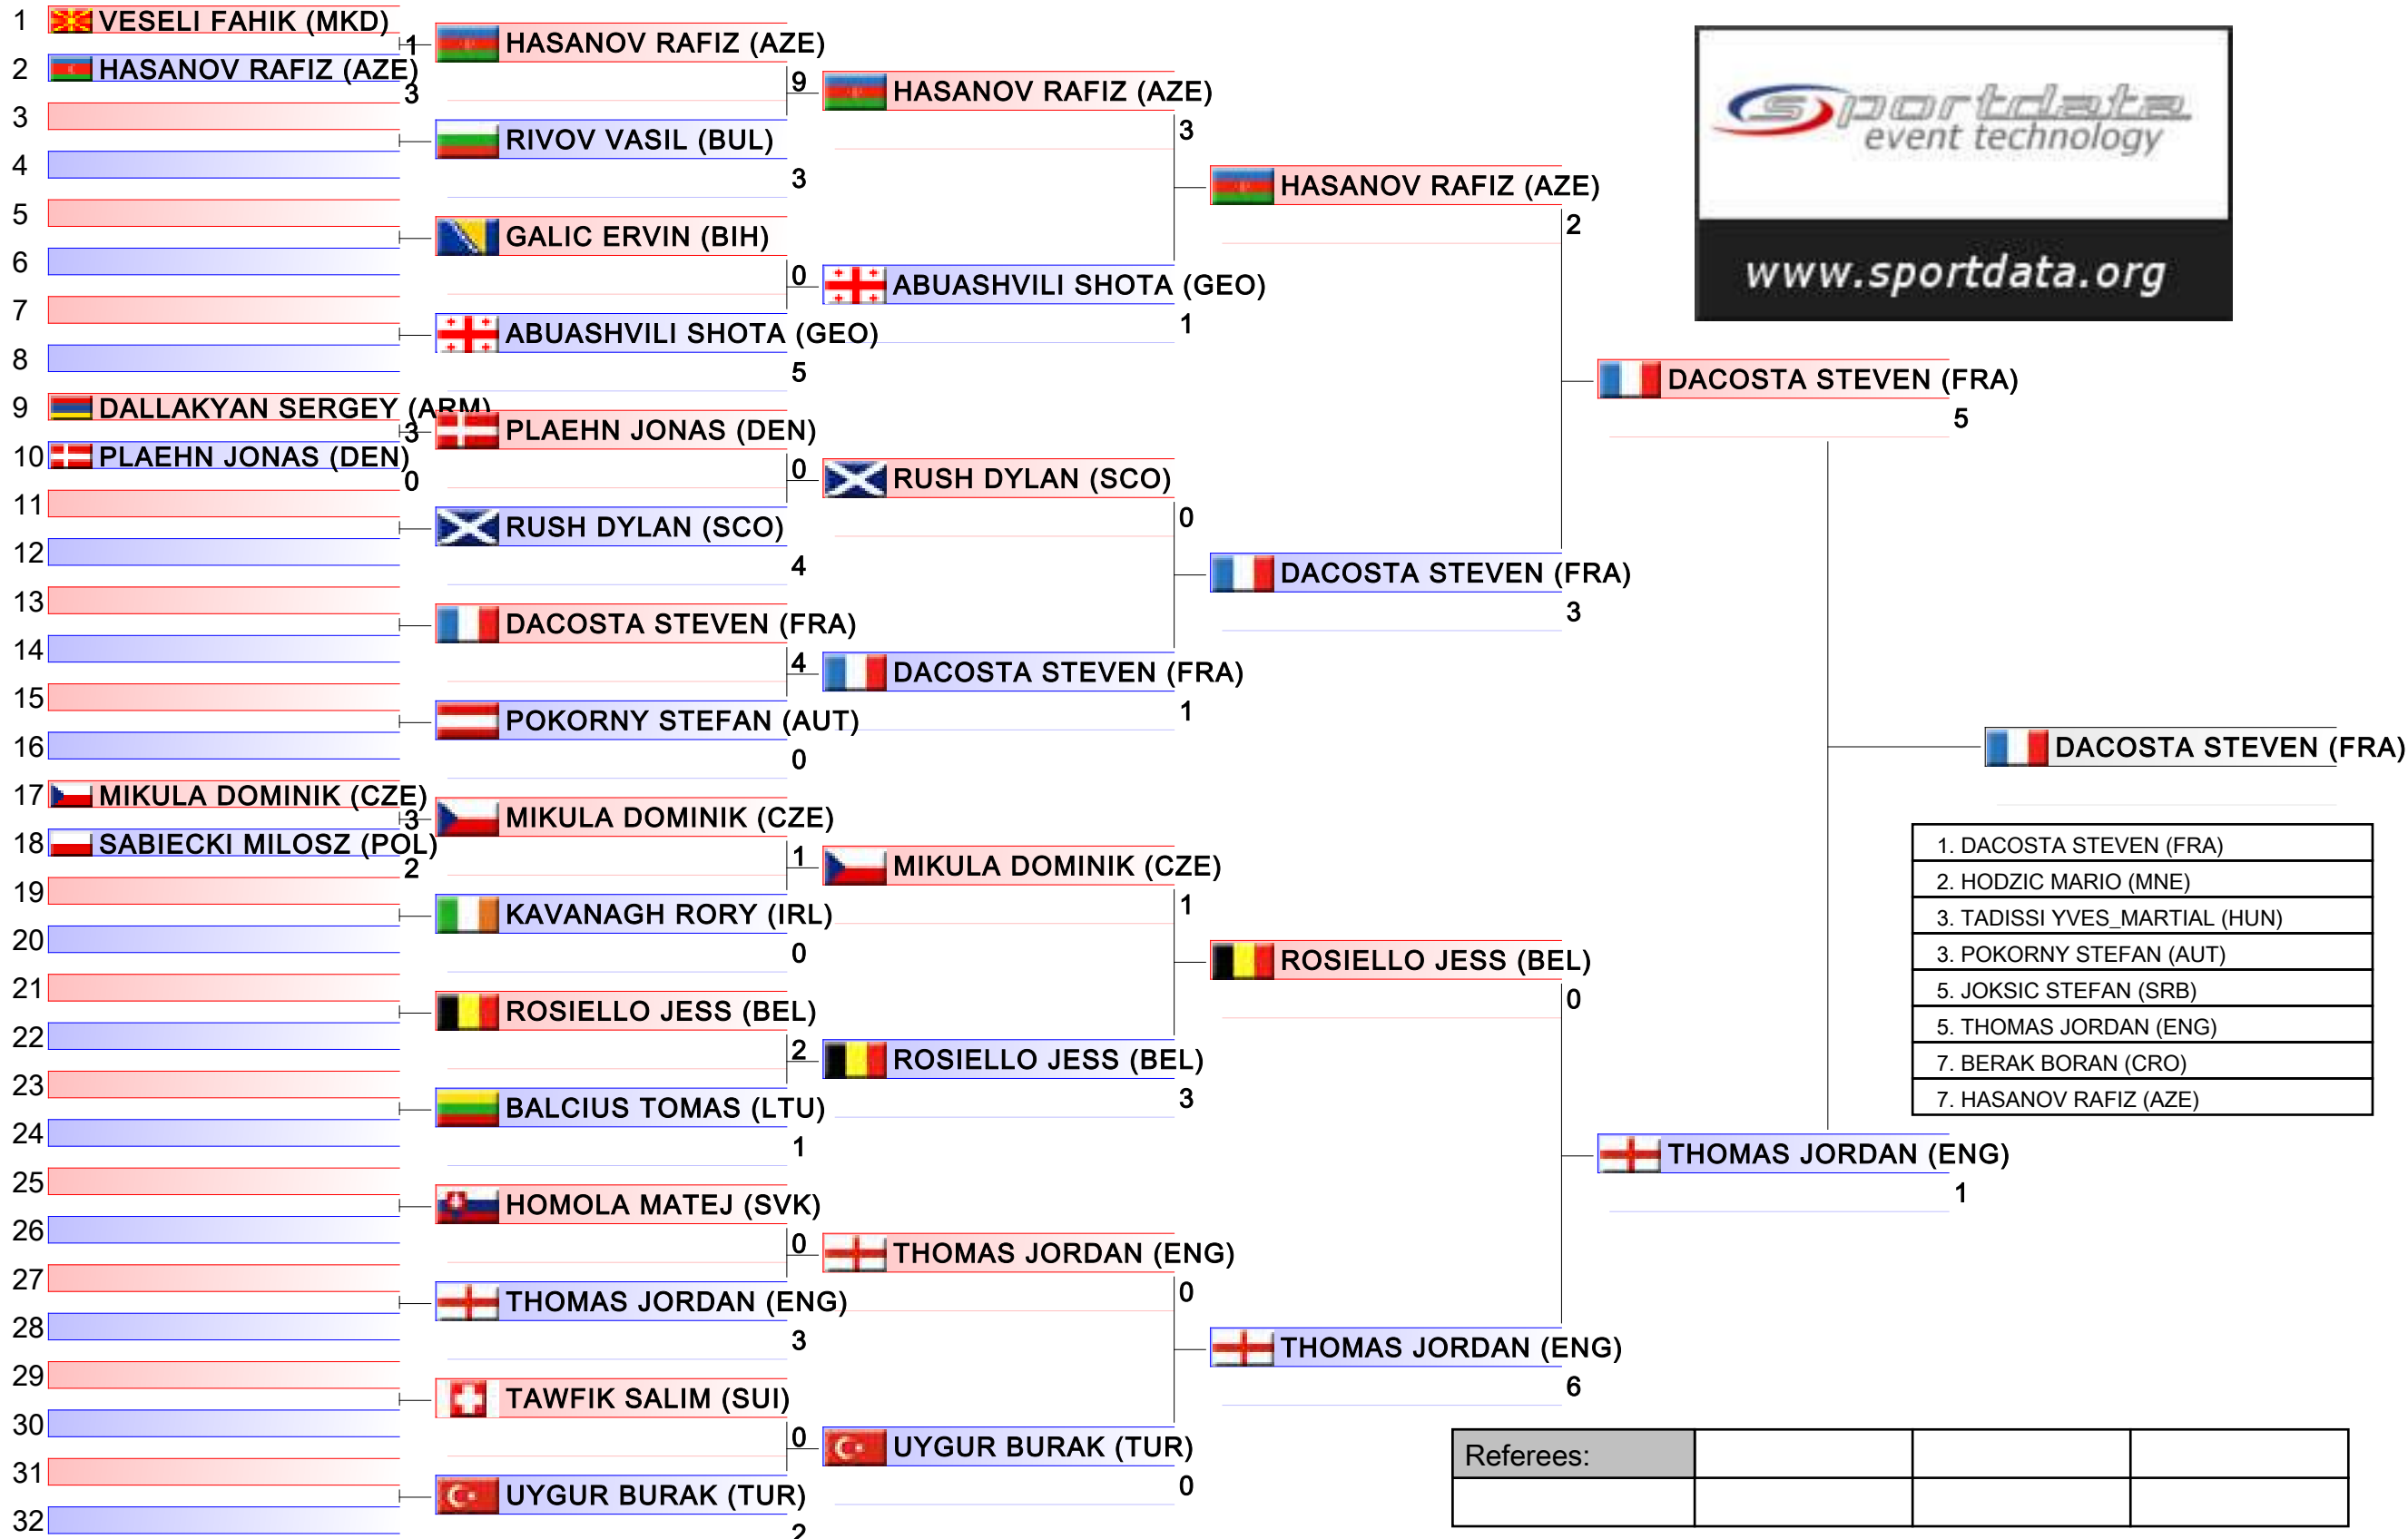 1 VESELI FAHIK (MKD)
1
2 HASANOV RAFIZ (AZE)
3
3
4
5
6
7
8
9 DALLAKYAN SERGEY (ARM)
3
10 PLAEHN JONAS (DEN)
0
11
12
13
14
15
16
17 MIKULA DOMINIK (CZE)
3
18 SABIECKI MILOSZ (POL)
2
19
20
21
22
23
24
25
26
27
28
29
30
31
32
HASANOV RAFIZ (AZE)
9
RIVOV VASIL (BUL)
3
GALIC ERVIN (BIH)
0
ABUASHVILI SHOTA (GEO)
5
PLAEHN JONAS (DEN)
0
RUSH DYLAN (SCO)
4
DACOSTA STEVEN (FRA)
4
POKORNY STEFAN (AUT)
0
MIKULA DOMINIK (CZE)
1
KAVANAGH RORY (IRL)
0
ROSIELLO JESS (BEL)
2
BALCIUS TOMAS (LTU)
1
HOMOLA MATEJ (SVK)
0
THOMAS JORDAN (ENG)
3
TAWFIK SALIM (SUI)
0
UYGUR BURAK (TUR)
2
HASANOV RAFIZ (AZE)
3
ABUASHVILI SHOTA (GEO)
1
RUSH DYLAN (SCO)
0
DACOSTA STEVEN (FRA)
1
MIKULA DOMINIK (CZE)
1
ROSIELLO JESS (BEL)
3
THOMAS JORDAN (ENG)
0
UYGUR BURAK (TUR)
0
HASANOV RAFIZ (AZE)
2
DACOSTA STEVEN (FRA)
3
ROSIELLO JESS (BEL)
0
THOMAS JORDAN (ENG)
6
DACOSTA STEVEN (FRA)
5
THOMAS JORDAN (ENG)
1
DACOSTA STEVEN (FRA)
sportdata
event technology
www.sportdata.org
1. DACOSTA STEVEN (FRA)
2. HODZIC MARIO (MNE)
3. TADISSI YVES_MARTIAL (HUN)
3. POKORNY STEFAN (AUT)
5. JOKSIC STEFAN (SRB)
5. THOMAS JORDAN (ENG)
7. BERAK BORAN (CRO)
7. HASANOV RAFIZ (AZE)
Referees: